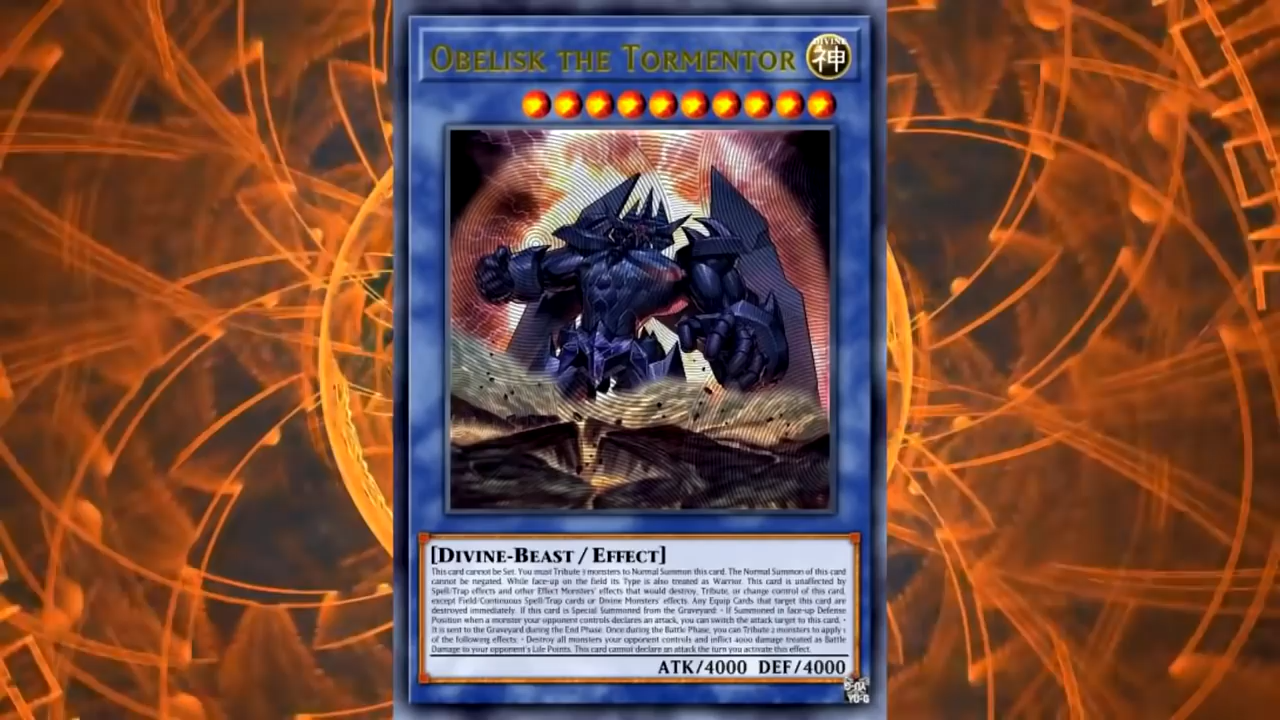 OBELISK THE TORMENTOR
DIVINE
神
[DIVINE-BEAST / EFFECT]
This card cannot be Set. You must Tribute 3 monsters to Normal Summon this card. The Normal Summon of this card
cannot be negated. While face-up on the field its Type is also treated as Warrior. This card is unaffected by
Spell/Trap effects and other Effect Monsters' effects that would destroy, Tribute, or change control of this card,
except Field/Continuous Spell/Trap cards or Divine Monsters' effects. Any Equip Cards that target this card are
destroyed immediately. If this card is Special Summoned from the Graveyard: • If Summoned in face-up Defense
Position when a monster your opponent controls declares an attack, you can switch the attack target to this card. •
It is sent to the Graveyard during the End Phase. Once during the Battle Phase, you can Tribute 2 monsters to apply 1
of the following effects: • Destroy all monsters your opponent controls and inflict 4000 damage treated as Battle
Damage to your opponent's Life Points. This card cannot declare an attack the turn you activate this effect.
ATK/4000 DEF/4000